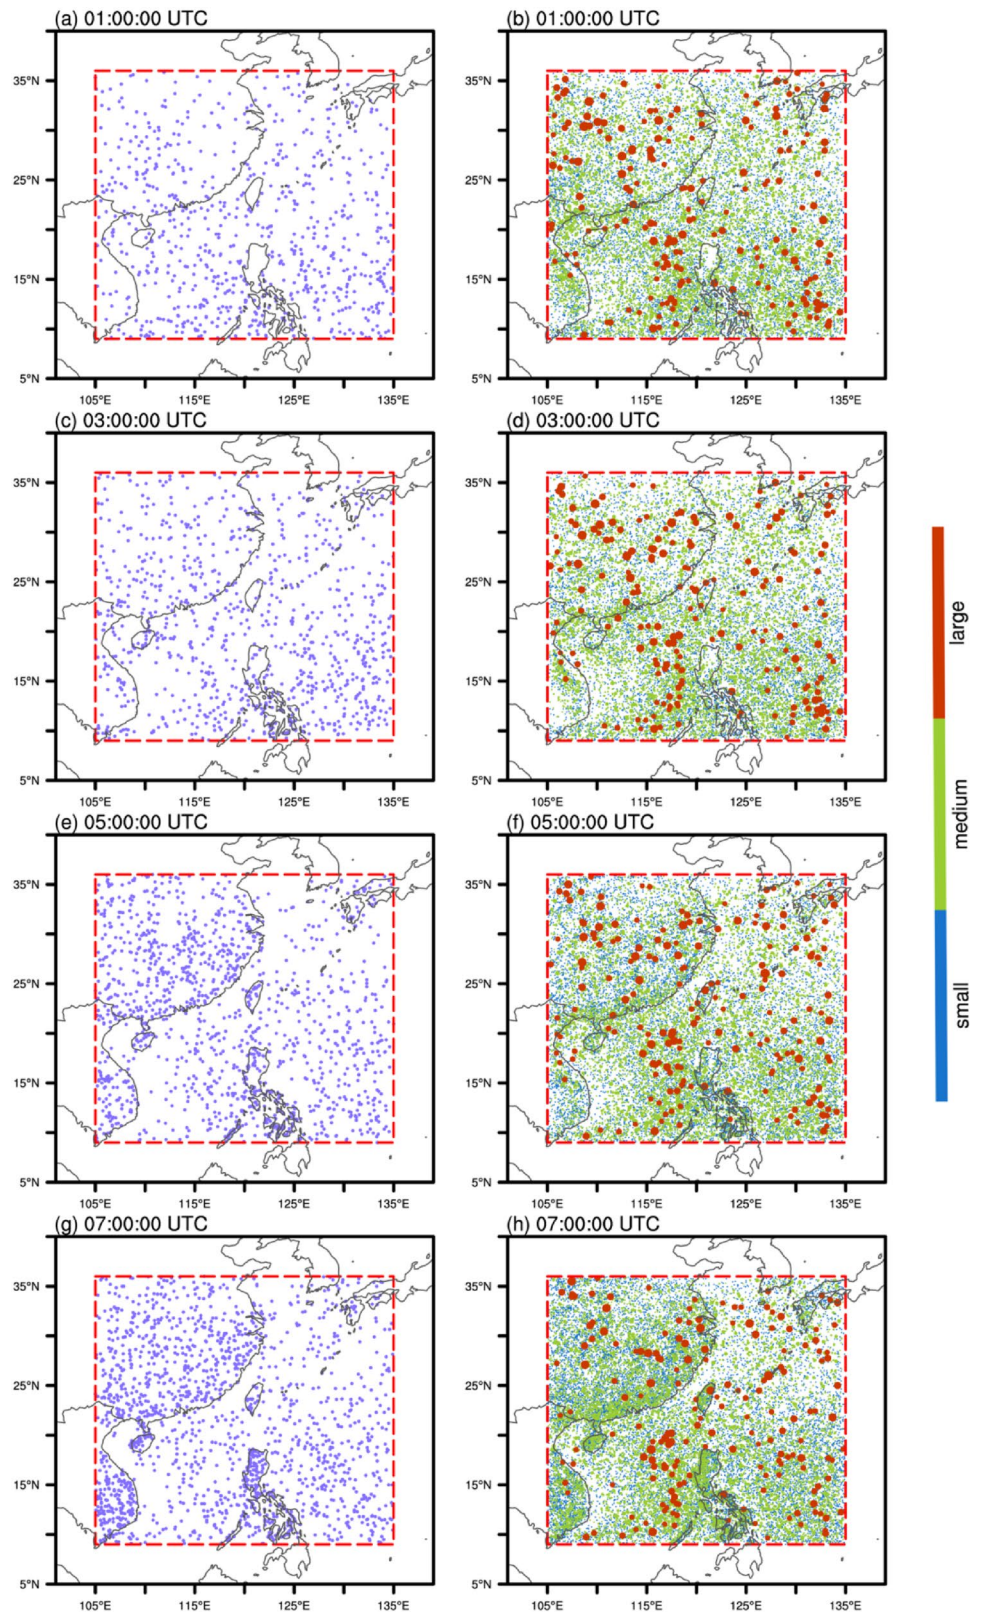 (a) 01:00:00 UTC
(b) 01:00:00 UTC
35°N
35°N
25°N
25°N
15°N
15°N
5°N
5°N
105°E 115°E 125°E 135°E
105°E 115°E 125°E 135°E
(c) 03:00:00 UTC
(d) 03:00:00 UTC
35°N
35°N
25°N
25°N
15°N
15°N
5°N
5°N
105°E 115°E 125°E 135°E
105°E 115°E 125°E 135°E
(e) 05:00:00 UTC
(f) 05:00:00 UTC
35°N
35°N
25°N
25°N
15°N
15°N
5°N
5°N
105°E 115°E 125°E 135°E
105°E 115°E 125°E 135°E
(g) 07:00:00 UTC
(h) 07:00:00 UTC
35°N
35°N
25°N
25°N
15°N
15°N
5°N
5°N
105°E 115°E 125°E 135°E
105°E 115°E 125°E 135°E
large
medium
small